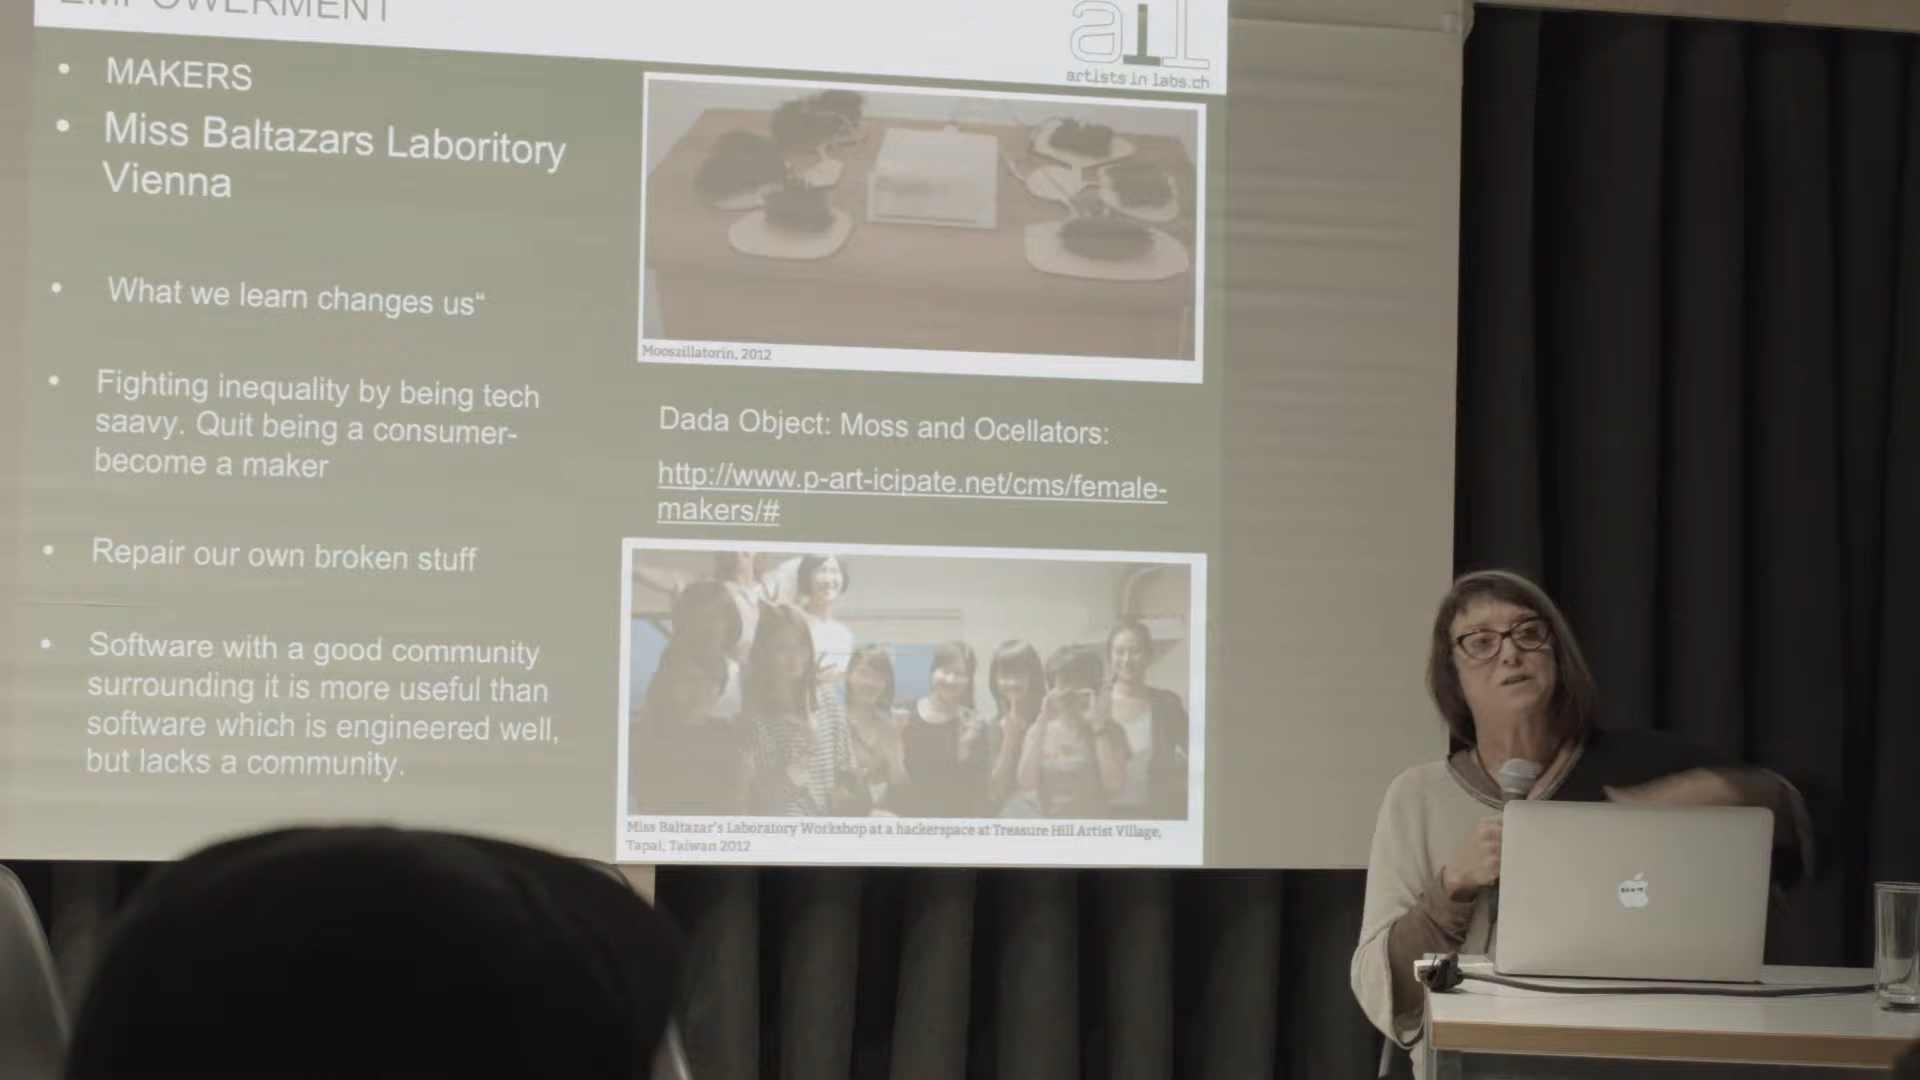 EMPOWERMENT
ail
artists in labs.ch
MAKERS
Miss Baltazars Laboritory
Vienna
What we learn changes us“
Fighting inequality by being tech
saavy. Quit being a consumer-
become a maker
Repair our own broken stuff
Software with a good community
surrounding it is more useful than
software which is engineered well,
but lacks a community.
Mooszillatorin, 2012
Dada Object: Moss and Ocellators:
http://www.p-art-icipate.net/cms/female-
makers/#
Miss Baltazar's Laboratory Workshop at a hackerspace at Treasure Hill Artist Village,
Tapai, Taiwan 2012